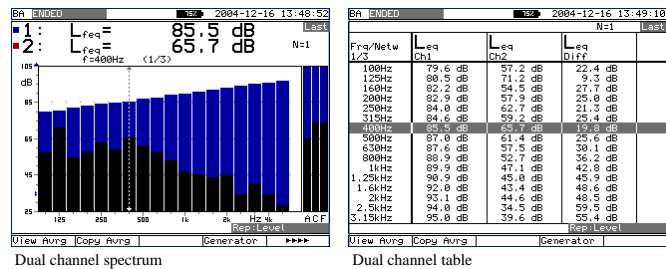 BA ENDED 752 2004-12-16 13:48:52
1: Lfeq= 85.5 dB Last
2: Lfeq= 65.7 dB N=1
f=400Hz (1/3)
105
dB
85
65
45
25
125 250 500 1k 2k Hz 4k A C F
Rep:Level
View Avrg Copy Avrg Generator ►►►►
Dual channel spectrum
BA ENDED 752 2004-12-16 13:49:10
N=1 Last
Frq/Netw Leq Leq Leq
1/3 Ch1 Ch2 Diff
100Hz 79.6 dB 57.2 dB 22.4 dB
125Hz 80.5 dB 71.2 dB 9.3 dB
160Hz 82.2 dB 54.5 dB 27.7 dB
200Hz 82.9 dB 57.9 dB 25.0 dB
250Hz 84.0 dB 62.7 dB 21.3 dB
315Hz 84.6 dB 59.2 dB 25.4 dB
400Hz 85.5 dB 65.7 dB 19.8 dB
500Hz 87.0 dB 61.4 dB 25.6 dB
630Hz 87.6 dB 57.5 dB 30.1 dB
800Hz 88.9 dB 52.7 dB 36.2 dB
1kHz 89.9 dB 47.1 dB 42.8 dB
1.25kHz 90.9 dB 45.0 dB 45.9 dB
1.6kHz 92.0 dB 43.4 dB 48.6 dB
2kHz 93.1 dB 44.6 dB 48.5 dB
2.5kHz 94.0 dB 34.5 dB 59.5 dB
3.15kHz 95.0 dB 39.6 dB 55.4 dB
Rep:Level
View Avrg Copy Avrg Generator
Dual channel table